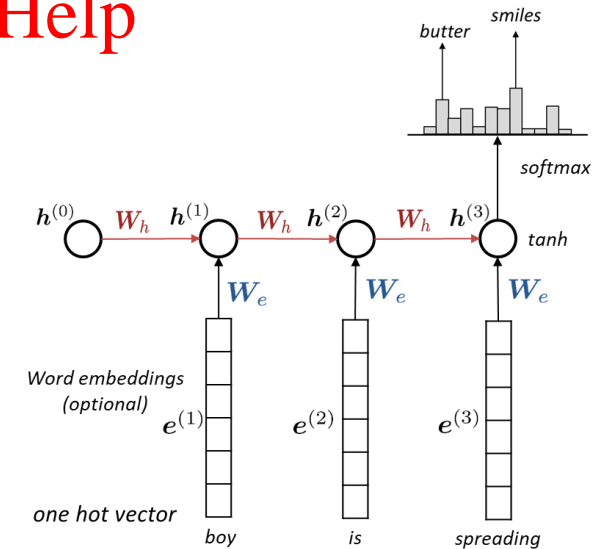 Help
smiles
butter
softmax
h^{(0)} W_h h^{(1)} W_h h^{(2)} W_h h^{(3)} tanh
W_e W_e W_e
Word embeddings
(optional)
e^{(1)} e^{(2)} e^{(3)}
one hot vector
boy is spreading